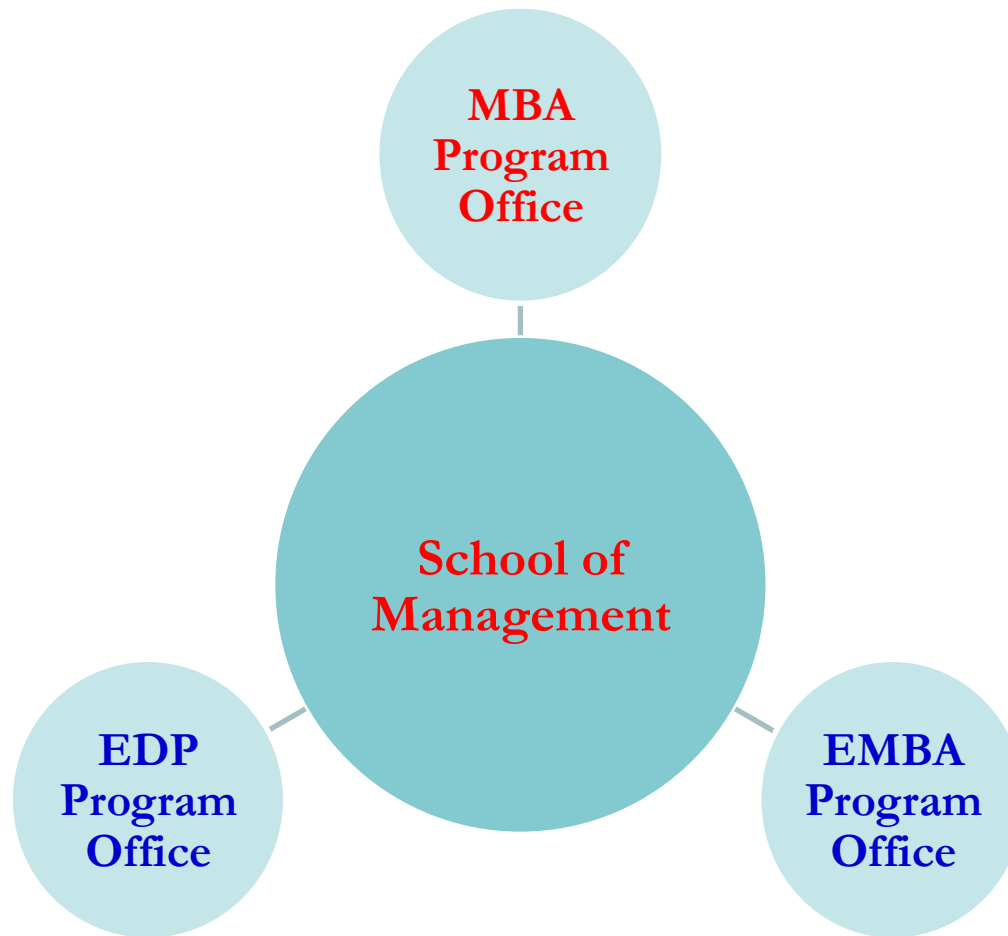 MBA
Program
Office
School of
Management
EDP
Program
Office
EMBA
Program
Office